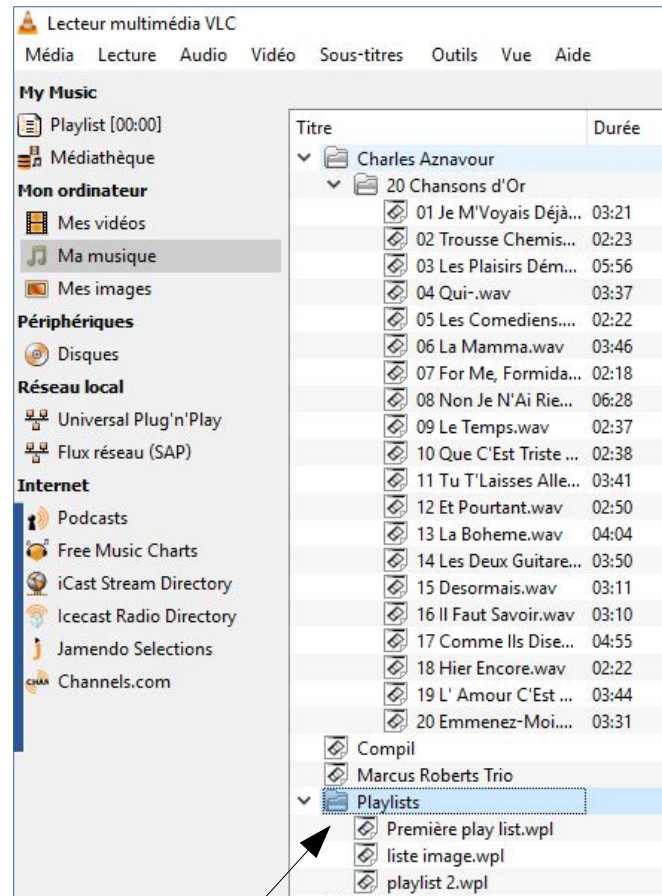 Lecteur multimédia VLC
Média Lecture Audio Vidéo Sous-titres Outils Vue Aide
My Music
Playlist [00:00]
Médiathèque
Mon ordinateur
Mes vidéos
Ma musique
Mes images
Périphériques
Disques
Réseau local
Universal Plug'n'Play
Flux réseau (SAP)
Internet
Podcasts
Free Music Charts
iCast Stream Directory
Icecast Radio Directory
Jamendo Selections
Channels.com
Titre Durée
Charles Aznavour
20 Chansons d'Or
01 Je M'Voyais Déjà... 03:21
02 Trousse Chemis... 02:23
03 Les Plaisirs Dém... 05:56
04 Qui-.wav 03:37
05 Les Comediens.... 02:22
06 La Mamma.wav 03:46
07 For Me, Formida... 02:18
08 Non Je N'Ai Rie... 06:28
09 Le Temps.wav 02:37
10 Que C'Est Triste ... 02:38
11 Tu T'Laisses Alle... 03:41
12 Et Pourtant.wav 02:50
13 La Boheme.wav 04:04
14 Les Deux Guitare... 03:50
15 Desormais.wav 03:11
16 Il Faut Savoir.wav 03:10
17 Comme Ils Dise... 04:55
18 Hier Encore.wav 02:22
19 L' Amour C'Est ... 03:44
20 Emmenez-Moi.... 03:31
Compil
Marcus Roberts Trio
Playlists
Première play list.wpl
liste image.wpl
playlist 2.wpl